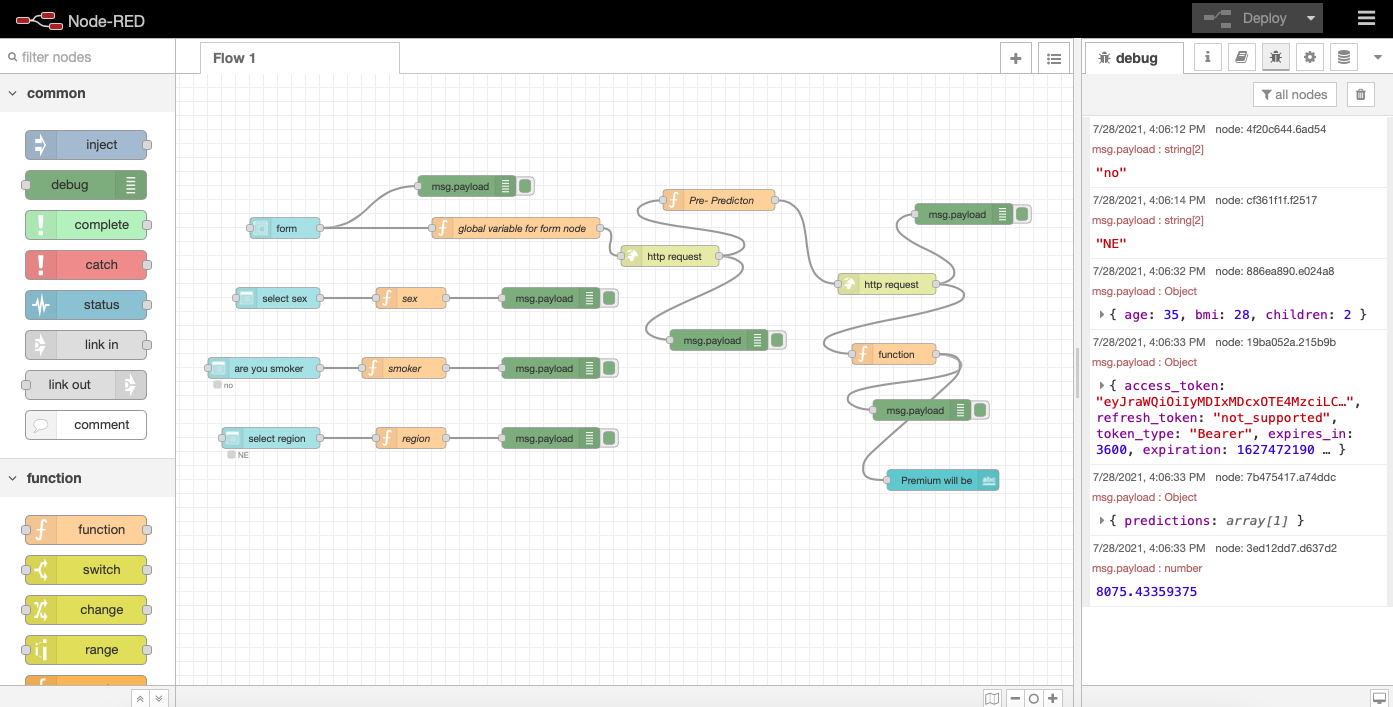 Node-RED
Deploy
filter nodes
Flow 1
debug
i
all nodes
common
inject
debug
complete
catch
status
link in
link out
comment
function
function
switch
change
range
msg.payload
form
global variable for form node
http request
Pre- Predicton
msg.payload
http request
select sex
sex
msg.payload
msg.payload
function
are you smoker
no
smoker
msg.payload
msg.payload
select region
NE
region
msg.payload
Premium will be
7/28/2021, 4:06:12 PM node: 4f20c644.6ad54
msg.payload : string[2]
"no"
7/28/2021, 4:06:14 PM node: cf361f1f.f2517
msg.payload : string[2]
"NE"
7/28/2021, 4:06:32 PM node: 886ea890.e024a8
msg.payload : Object
{ age: 35, bmi: 28, children: 2 }
7/28/2021, 4:06:33 PM node: 19ba052a.215b9b
msg.payload : Object
{ access_token:
"eyJraWQiOiIyMDIxMDcxOTE4MzciLC…",
refresh_token: "not_supported",
token_type: "Bearer", expires_in:
3600, expiration: 1627472190 … }
7/28/2021, 4:06:33 PM node: 7b475417.a74ddc
msg.payload : Object
{ predictions: array[1] }
7/28/2021, 4:06:33 PM node: 3ed12dd7.d637d2
msg.payload : number
8075.43359375